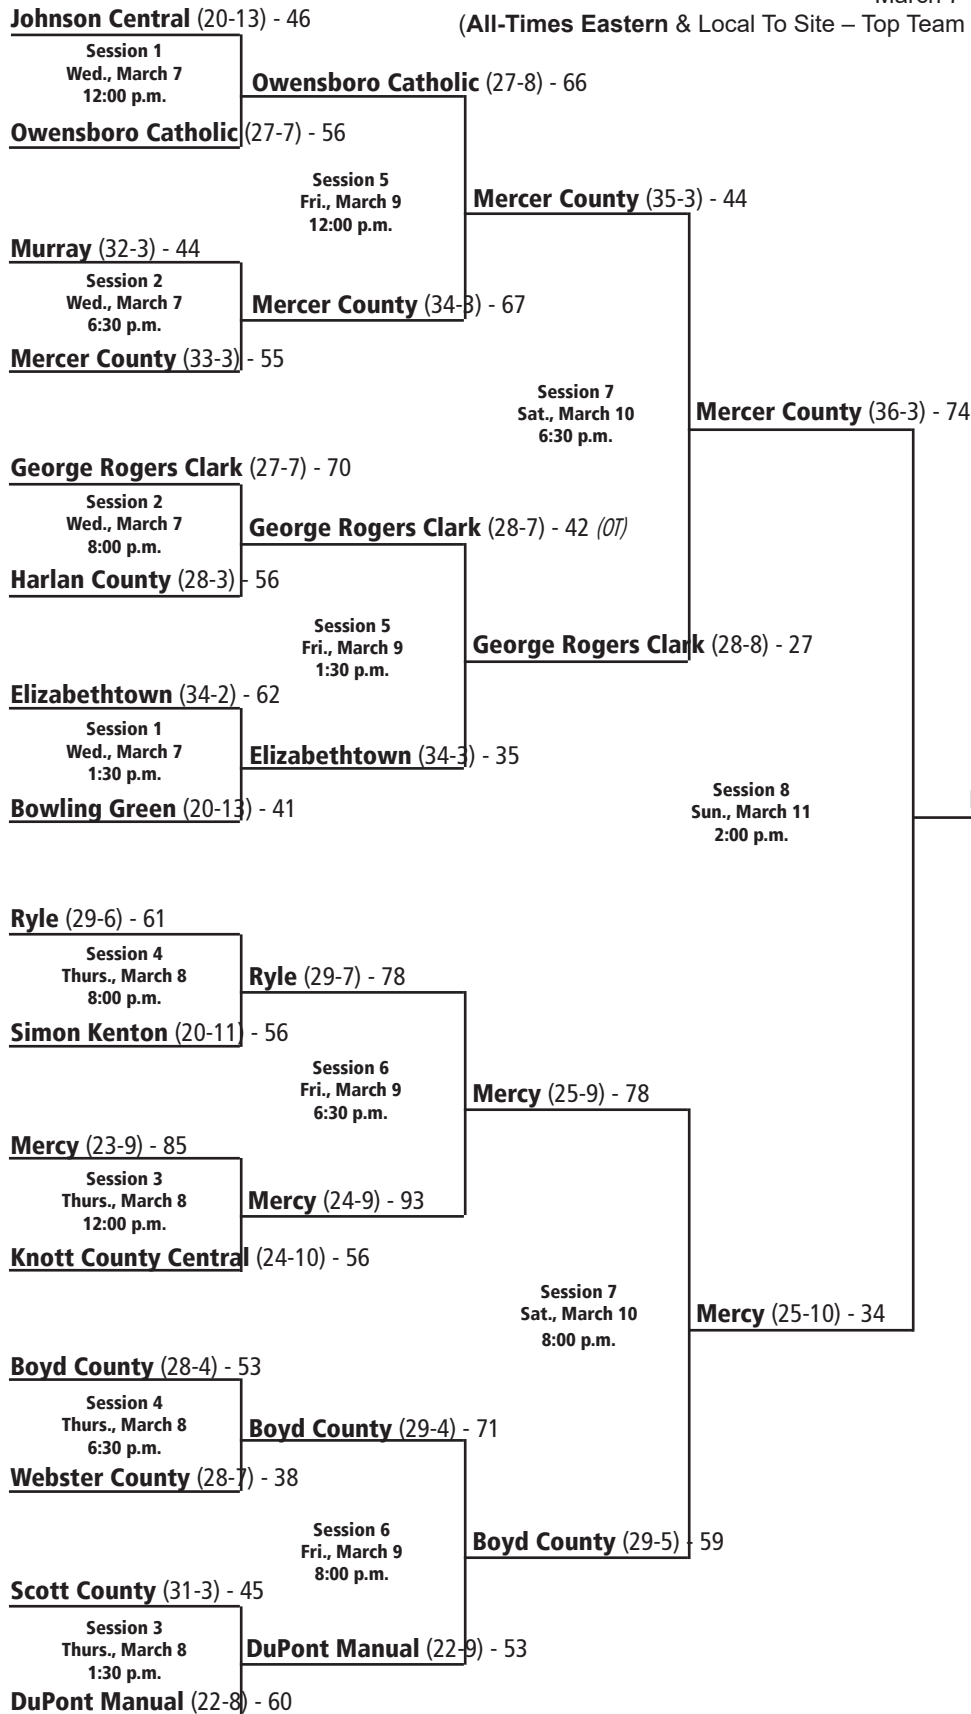 March 7
(All-Times Eastern & Local To Site – Top Team
Johnson Central (20-13) - 46
Session 1
Wed., March 7
12:00 p.m.
Owensboro Catholic (27-7) - 56
Owensboro Catholic (27-8) - 66
Session 5
Fri., March 9
12:00 p.m.
Mercer County (35-3) - 44
Murray (32-3) - 44
Session 2
Wed., March 7
6:30 p.m.
Mercer County (33-3) - 55
Mercer County (34-3) - 67
Session 7
Sat., March 10
6:30 p.m.
Mercer County (36-3) - 74
George Rogers Clark (27-7) - 70
Session 2
Wed., March 7
8:00 p.m.
Harlan County (28-3) - 56
George Rogers Clark (28-7) - 42 (OT)
Session 5
Fri., March 9
1:30 p.m.
George Rogers Clark (28-8) - 27
Elizabethtown (34-2) - 62
Session 1
Wed., March 7
1:30 p.m.
Bowling Green (20-13) - 41
Elizabethtown (34-3) - 35
Session 8
Sun., March 11
2:00 p.m.
Ryle (29-6) - 61
Session 4
Thurs., March 8
8:00 p.m.
Simon Kenton (20-11) - 56
Ryle (29-7) - 78
Session 6
Fri., March 9
6:30 p.m.
Mercy (25-9) - 78
Mercy (23-9) - 85
Session 3
Thurs., March 8
12:00 p.m.
Knott County Central (24-10) - 56
Mercy (24-9) - 93
Session 7
Sat., March 10
8:00 p.m.
Mercy (25-10) - 34
Boyd County (28-4) - 53
Session 4
Thurs., March 8
6:30 p.m.
Webster County (28-7) - 38
Boyd County (29-4) - 71
Session 6
Fri., March 9
8:00 p.m.
Boyd County (29-5) - 59
Scott County (31-3) - 45
Session 3
Thurs., March 8
1:30 p.m.
DuPont Manual (22-8) - 60
DuPont Manual (22-9) - 53